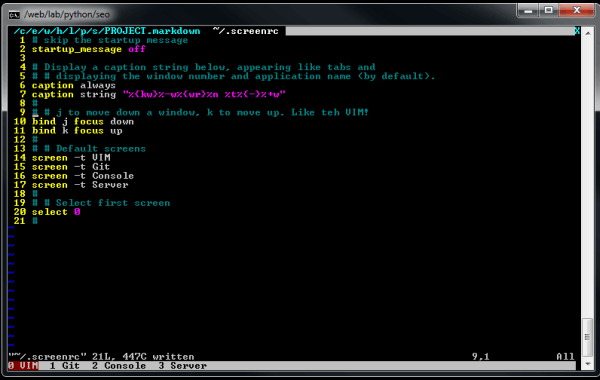 /web/lab/python/seo
/c/e/u/h/l/p/s/PROJECT.markdown ~/.screenrc X
1 # skip the startup message
2 startup_message off
3
4 # Display a caption string below, appearing like tabs and
5 # # displaying the window number and application name (by default).
6 caption always
7 caption string "%{kw}%-w%{wr}%n %t%{-}%+w"
8 #
9 # # j to move down a window, k to move up. Like teh VIM!
10 bind j focus down
11 bind k focus up
12 #
13 # # Default screens
14 screen -t VIM
15 screen -t Git
16 screen -t Console
17 screen -t Server
18 #
19 # # Select first screen
20 select 0
21 #
~
~
~
~
~
~
~
~
~
~
"~/.screenrc" 21L, 447C written 9,1 All
0 VIM 1 Git 2 Console 3 Server